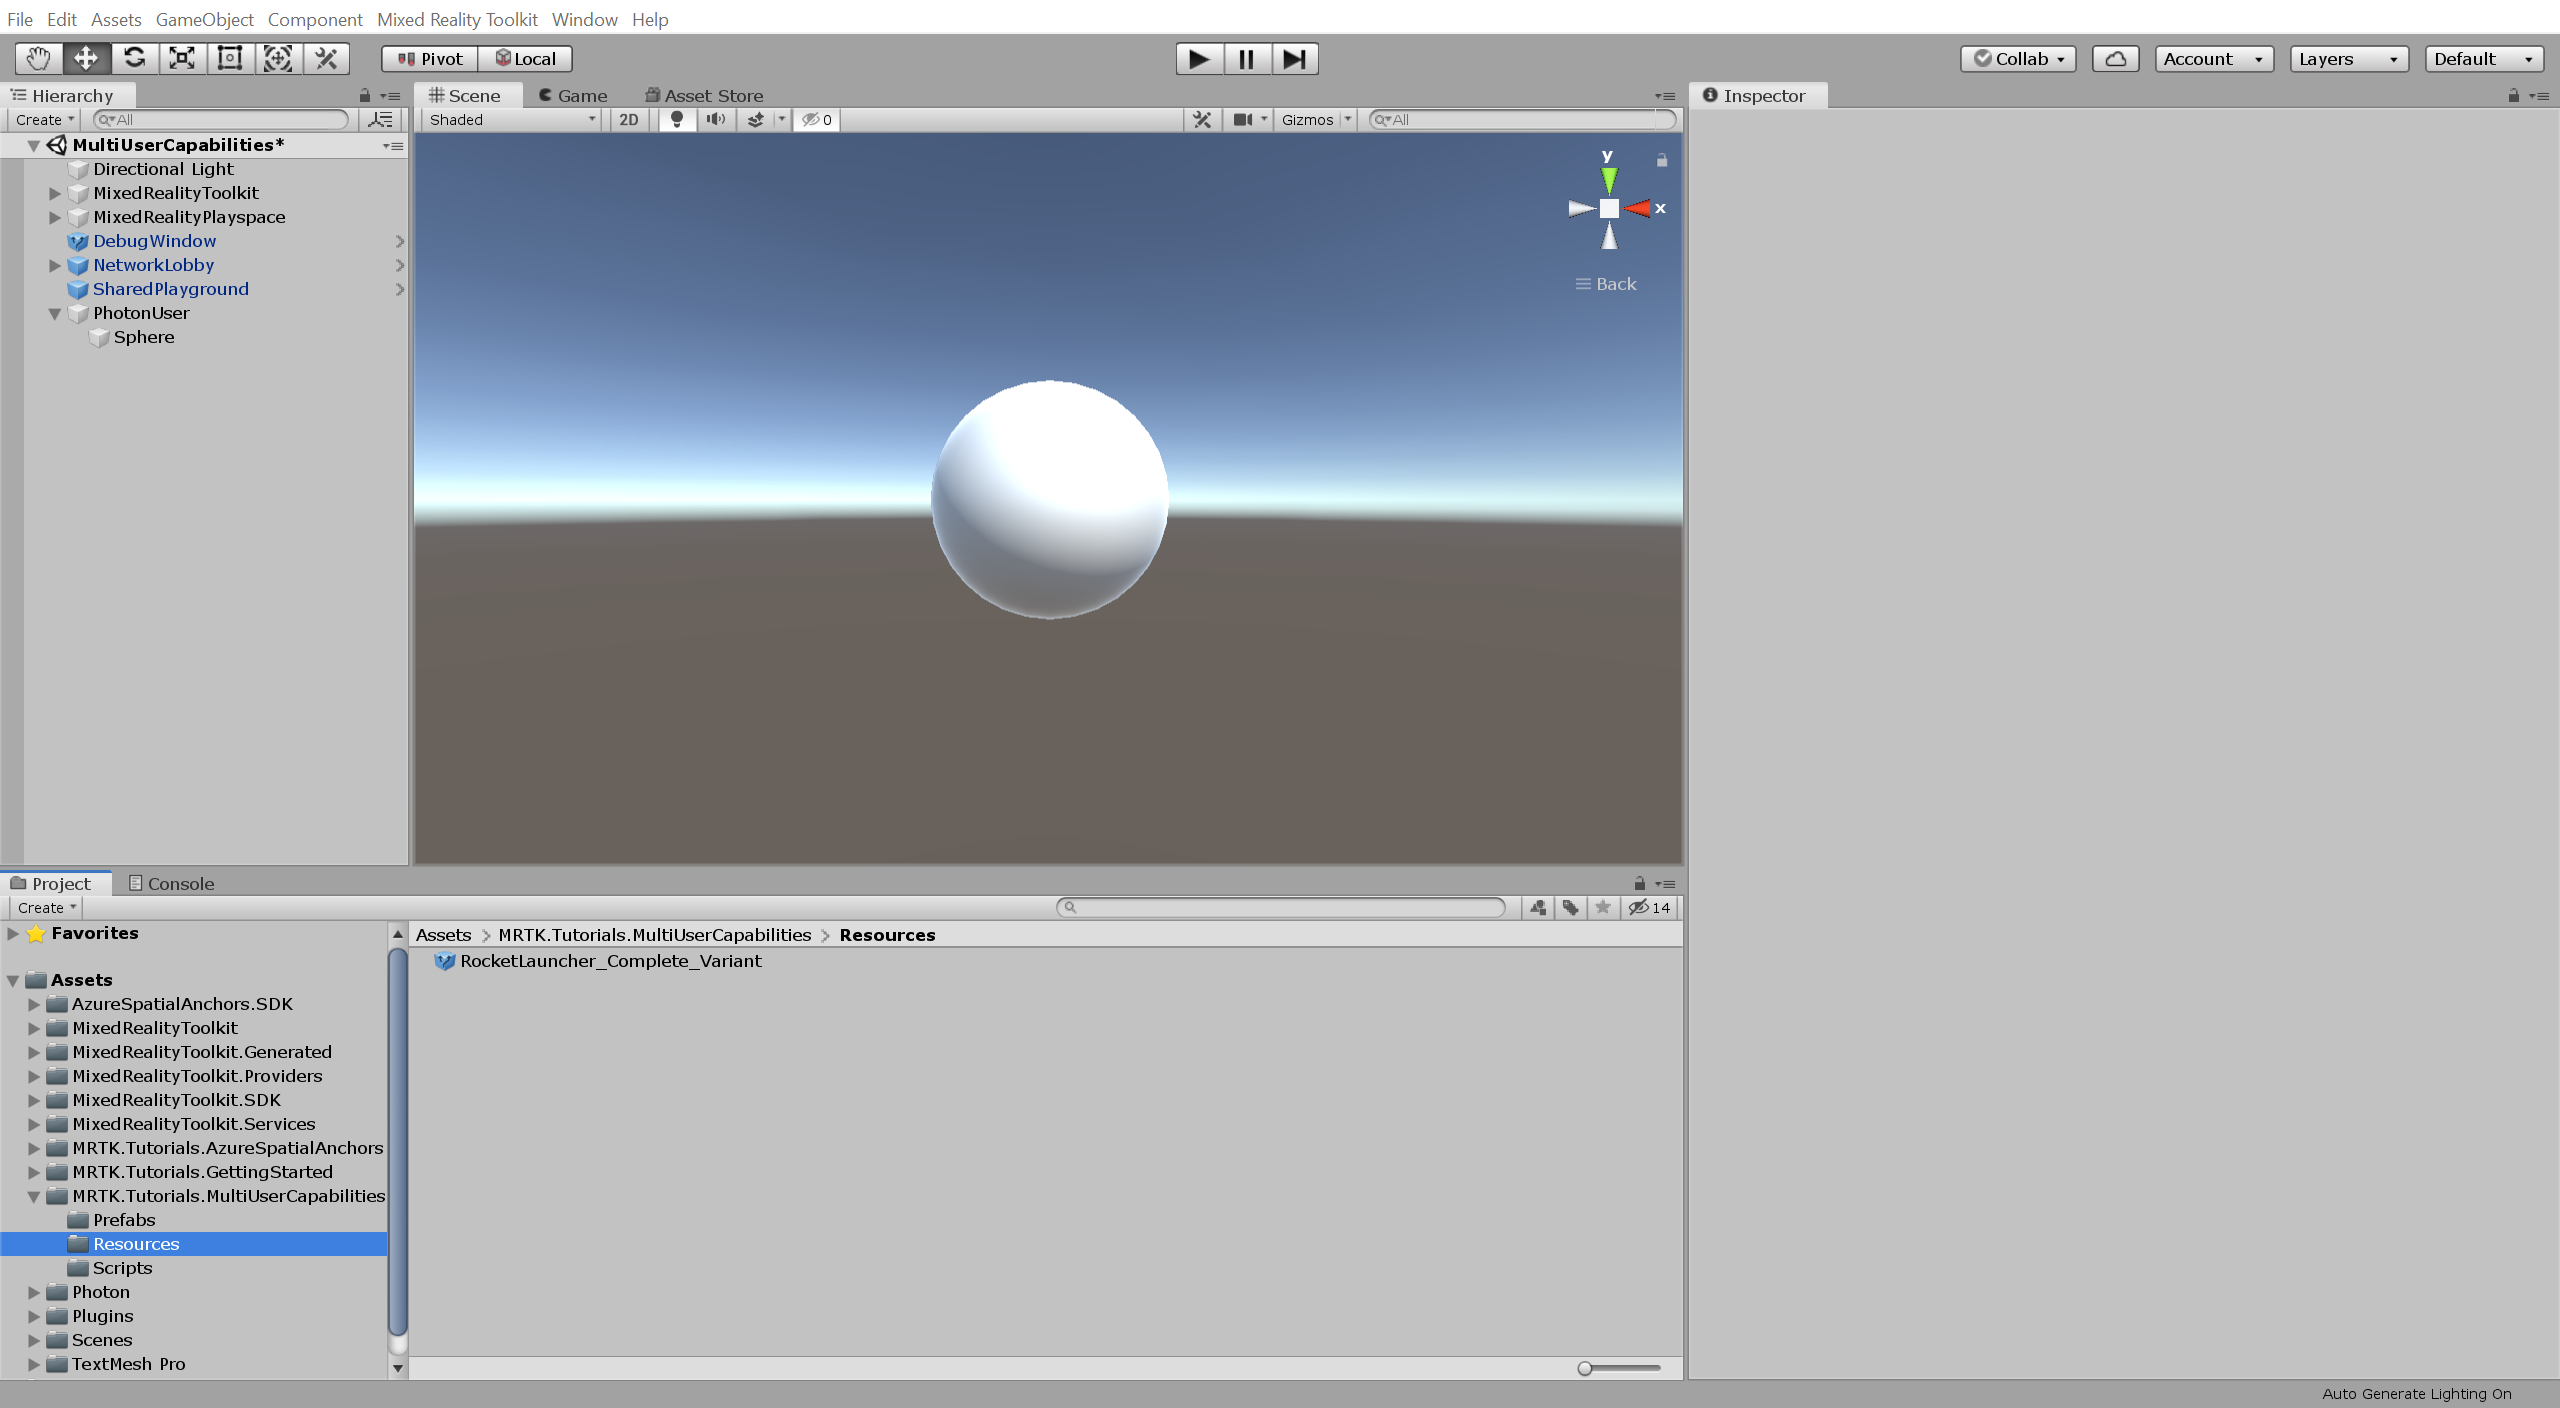 File Edit Assets GameObject Component Mixed Reality Toolkit Window Help
Pivot Local Collab Account Layers Default
Hierarchy
Create All
MultiUserCapabilities*
Directional Light
MixedRealityToolkit
MixedRealityPlayspace
DebugWindow
NetworkLobby
SharedPlayground
PhotonUser
Sphere
Scene Game Asset Store
Shaded 2D 0 Gizmos All
y
x
Back
Inspector
Project Console
Create 14
Favorites
Assets
AzureSpatialAnchors.SDK
MixedRealityToolkit
MixedRealityToolkit.Generated
MixedRealityToolkit.Providers
MixedRealityToolkit.SDK
MixedRealityToolkit.Services
MRTK.Tutorials.AzureSpatialAnchors
MRTK.Tutorials.GettingStarted
MRTK.Tutorials.MultiUserCapabilities
Prefabs
Resources
Scripts
Photon
Plugins
Scenes
TextMesh Pro
Assets > MRTK.Tutorials.MultiUserCapabilities > Resources
RocketLauncher_Complete_Variant
Auto Generate Lighting On